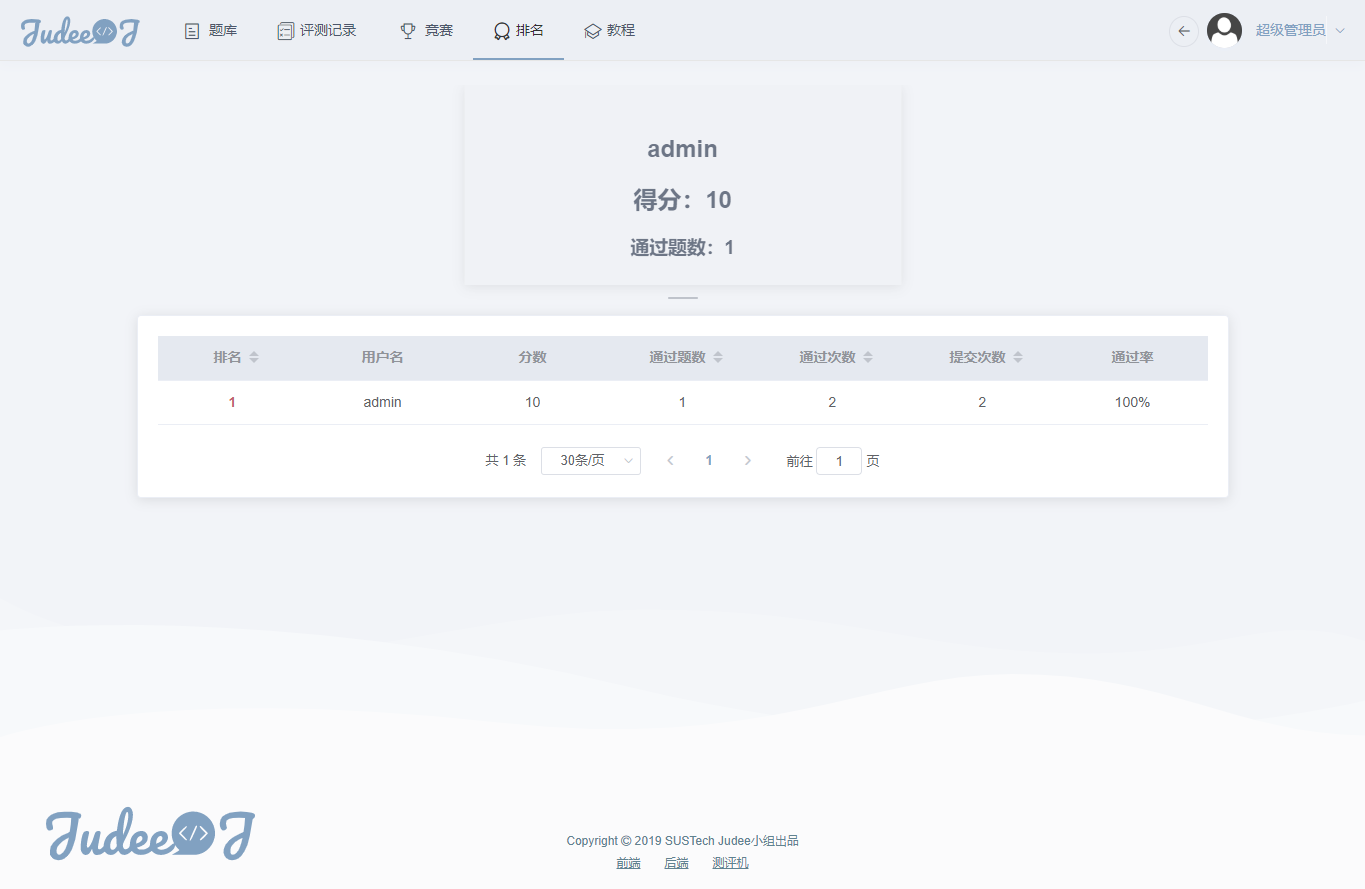 Judee</>J 题库 评测记录 竞赛 排名 教程 超级管理员
admin
得分：10
通过题数：1
排名 用户名 分数 通过题数 通过次数 提交次数 通过率
1 admin 10 1 2 2 100%
共 1 条 30条/页 1 前往 1 页
Judee</>J
Copyright © 2019 SUSTech Judee小组出品
前端 后端 测评机